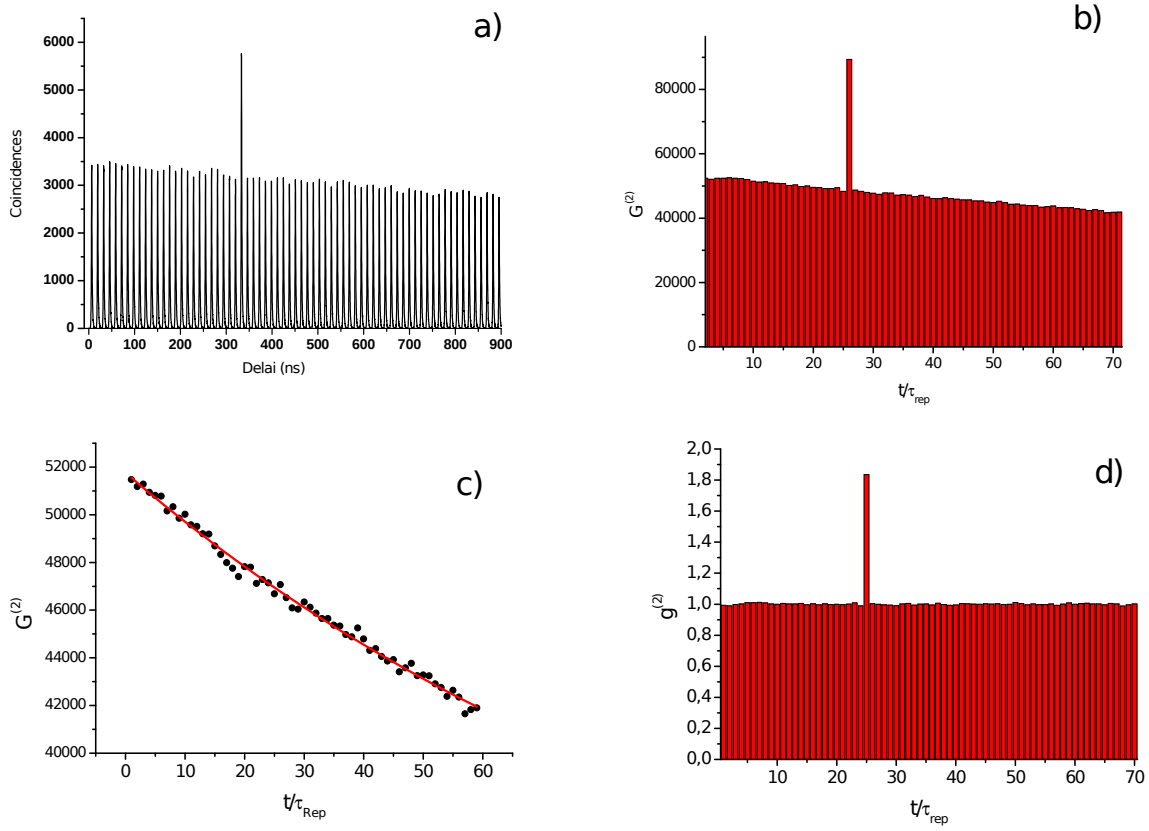 a)
6000
5000
4000
3000
2000
1000
0
Coincidences
0 100 200 300 400 500 600 700 800 900
Delai (ns)
b)
80000
60000
40000
20000
0
G(2)
10 20 30 40 50 60 70
t/τrep
c)
52000
50000
48000
46000
44000
42000
40000
G(2)
0 10 20 30 40 50 60
t/τRep
d)
2,0
1,8
1,6
1,4
1,2
1,0
0,8
0,6
0,4
0,2
0,0
g(2)
10 20 30 40 50 60 70
t/τrep